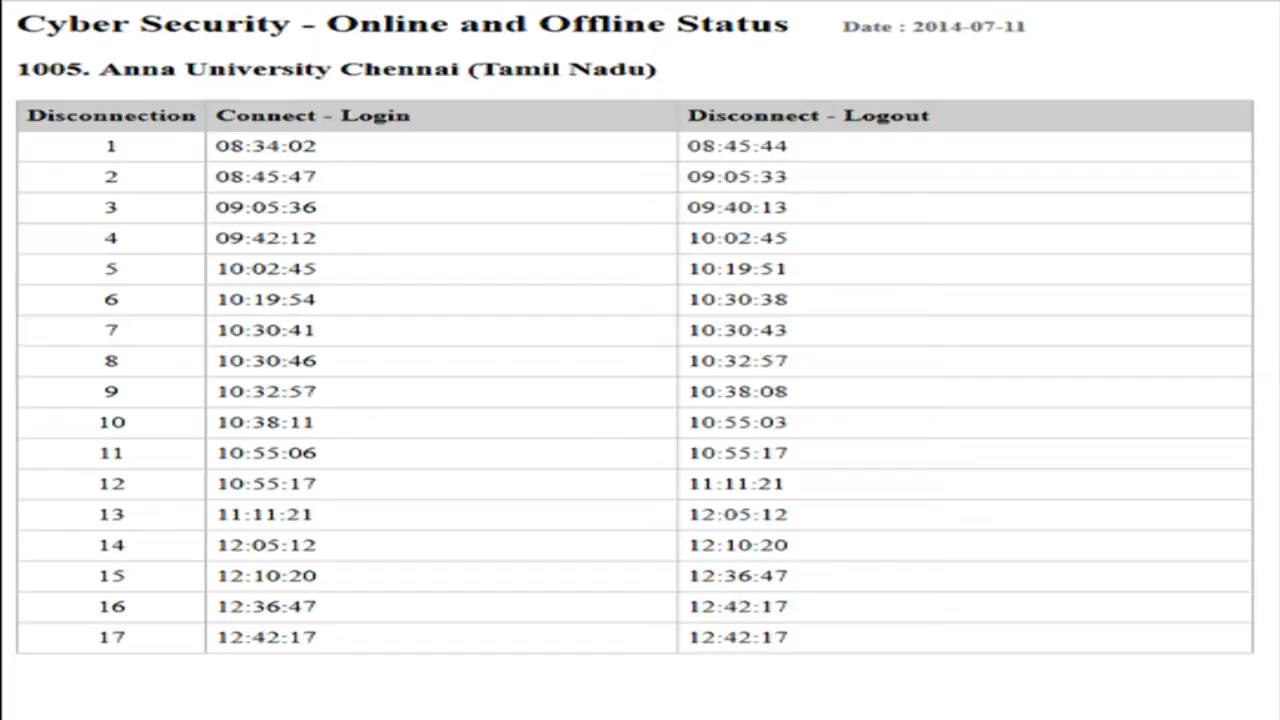 Cyber Security - Online and Offline Status Date : 2014-07-11
1005. Anna University Chennai (Tamil Nadu)
Disconnection Connect - Login Disconnect - Logout
1 08:34:02 08:45:44
2 08:45:47 09:05:33
3 09:05:36 09:40:13
4 09:42:12 10:02:45
5 10:02:45 10:19:51
6 10:19:54 10:30:38
7 10:30:41 10:30:43
8 10:30:46 10:32:57
9 10:32:57 10:38:08
10 10:38:11 10:55:03
11 10:55:06 10:55:17
12 10:55:17 11:11:21
13 11:11:21 12:05:12
14 12:05:12 12:10:20
15 12:10:20 12:36:47
16 12:36:47 12:42:17
17 12:42:17 12:42:17